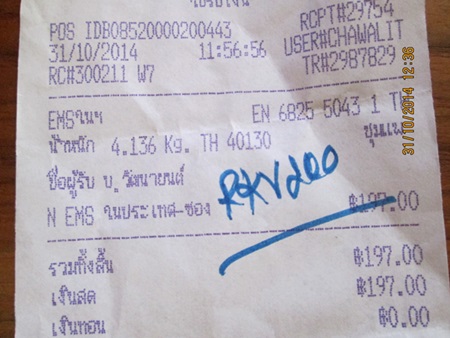 ใบรับเงิน
POS IDB08520000200443 RCPT#29754
31/10/2014 11:56:56 USER#CHAWALIT
RC#300211 W7 TR#2987829
EMSในฯ EN 6825 5043 1 TH
น้ำหนัก 4.136 Kg. TH 40130 ชุมแพ
ชื่อผู้รับ บ.วัฒนายนต์
N EMS ในประเทศ-ซอง ฿197.00
รวมทั้งสิ้น ฿197.00
เงินสด ฿197.00
เงินทอน ฿0.00
31/10/2014 12:36